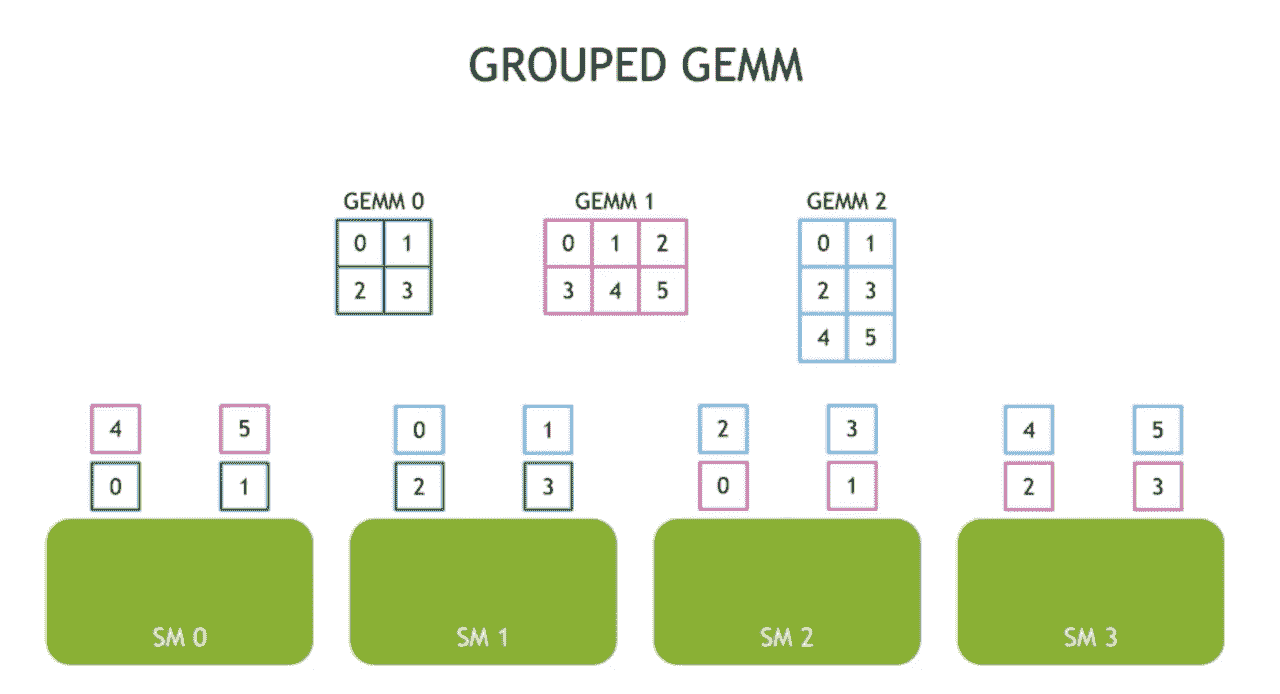 GROUPED GEMM
GEMM 0 GEMM 1 GEMM 2
0 1 0 1 2 0 1
2 3 3 4 5 2 3
4 5
4 5 0 1 2 3 4 5
0 1 2 3 0 1 2 3
SM 0 SM 1 SM 2 SM 3